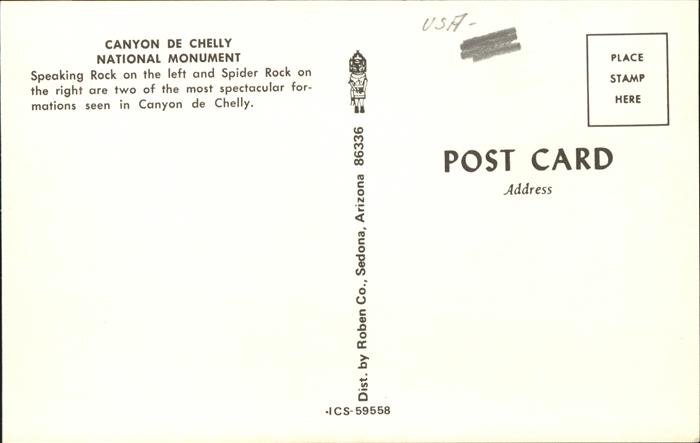 CANYON DE CHELLY
NATIONAL MONUMENT
Speaking Rock on the left and Spider Rock on
the right are two of the most spectacular for-
mations seen in Canyon de Chelly.
Dist. by Roben Co., Sedona, Arizona 86336
ICS-59558
USA-
PLACE
STAMP
HERE
POST CARD
Address